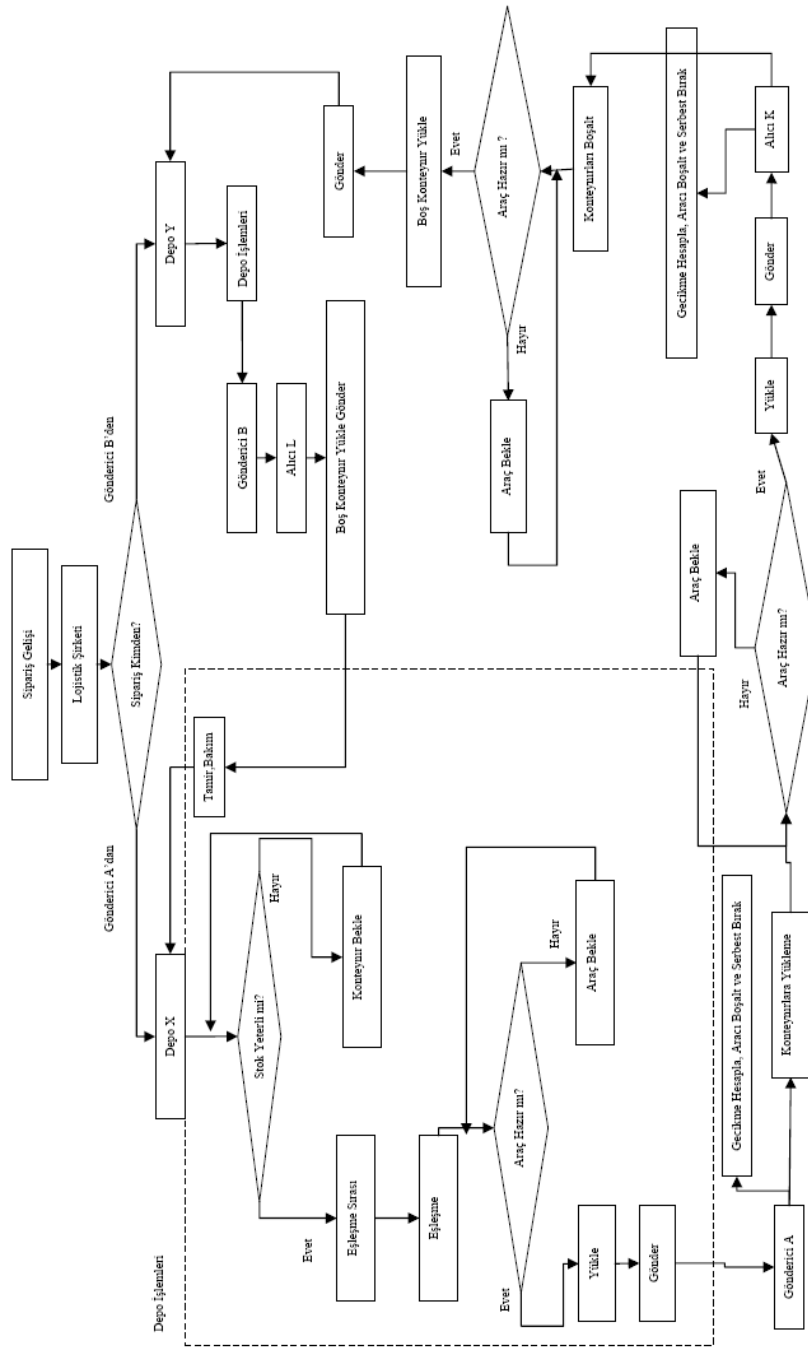 Sipariş Gelişi
Lojistik Şirketi
Sipariş Kimden?
Gönderici A'dan
Gönderici B'den
Depo X
Depo Y
Depo İşlemleri
Tamir,Bakım
Stok Yeterli mi?
Hayır
Konteynır Bekle
Evet
Eşleşme Sırası
Eşleşme
Araç Hazır mı?
Hayır
Araç Bekle
Evet
Yükle
Gönder
Gönderici A
Gecikme Hesapla, Aracı Boşalt ve Serbest Bırak
Konteynırlara Yükleme
Araç Hazır mı?
Hayır
Araç Bekle
Evet
Yükle
Gönder
Alıcı K
Gecikme Hesapla, Aracı Boşalt ve Serbest Bırak
Konteynırları Boşalt
Araç Hazır mı ?
Hayır
Araç Bekle
Evet
Boş Konteynır Yükle
Gönder
Depo İşlemleri
Gönderici B
Alıcı L
Boş Konteynır Yükle Gönder